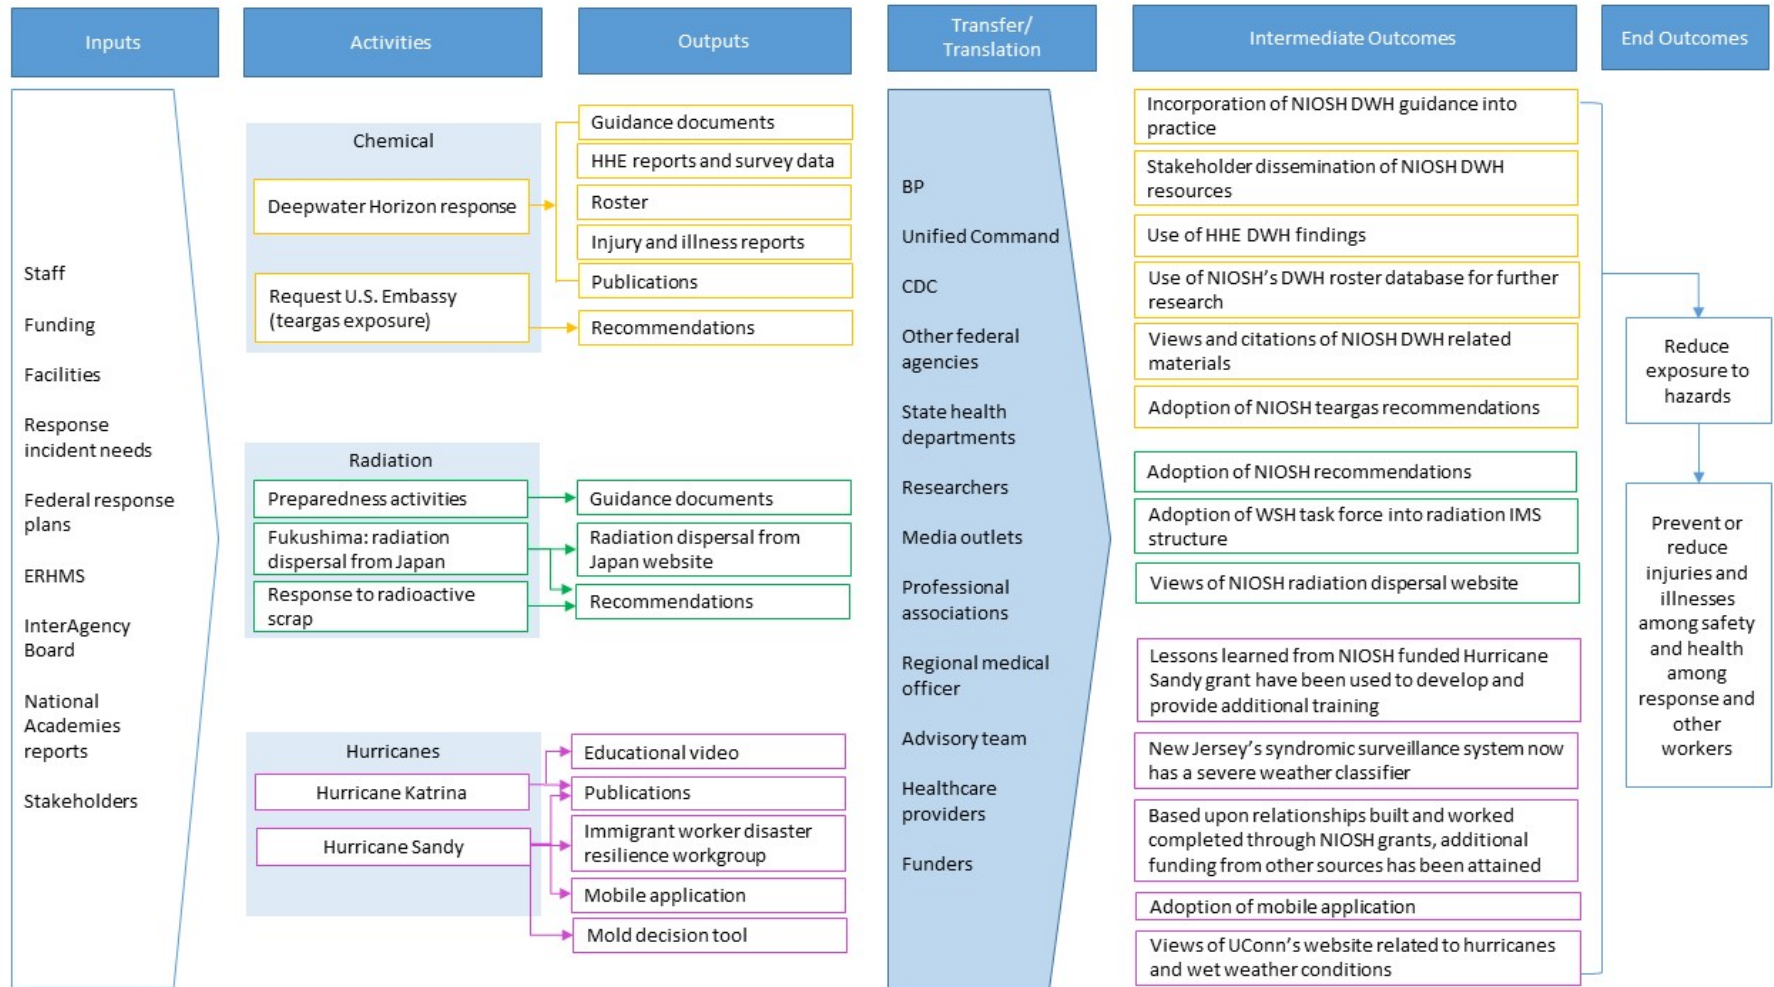 Inputs
Activities
Outputs
Transfer/
Translation
Intermediate Outcomes
End Outcomes
Staff
Funding
Facilities
Response
incident needs
Federal response
plans
ERHMS
InterAgency
Board
National
Academies
reports
Stakeholders
Chemical
Deepwater Horizon response
Request U.S. Embassy
(teargas exposure)
Guidance documents
HHE reports and survey data
Roster
Injury and illness reports
Publications
Recommendations
Radiation
Preparedness activities
Fukushima: radiation
dispersal from Japan
Response to radioactive
scrap
Guidance documents
Radiation dispersal from
Japan website
Recommendations
Hurricanes
Hurricane Katrina
Hurricane Sandy
Educational video
Publications
Immigrant worker disaster
resilience workgroup
Mobile application
Mold decision tool
BP
Unified Command
CDC
Other federal
agencies
State health
departments
Researchers
Media outlets
Professional
associations
Regional medical
officer
Advisory team
Healthcare
providers
Funders
Incorporation of NIOSH DWH guidance into
practice
Stakeholder dissemination of NIOSH DWH
resources
Use of HHE DWH findings
Use of NIOSH's DWH roster database for further
research
Views and citations of NIOSH DWH related
materials
Adoption of NIOSH teargas recommendations
Adoption of NIOSH recommendations
Adoption of WSH task force into radiation IMS
structure
Views of NIOSH radiation dispersal website
Lessons learned from NIOSH funded Hurricane
Sandy grant have been used to develop and
provide additional training
New Jersey's syndromic surveillance system now
has a severe weather classifier
Based upon relationships built and worked
completed through NIOSH grants, additional
funding from other sources has been attained
Adoption of mobile application
Views of UConn's website related to hurricanes
and wet weather conditions
Reduce
exposure to
hazards
Prevent or
reduce
injuries and
illnesses
among safety
and health
among
response and
other
workers